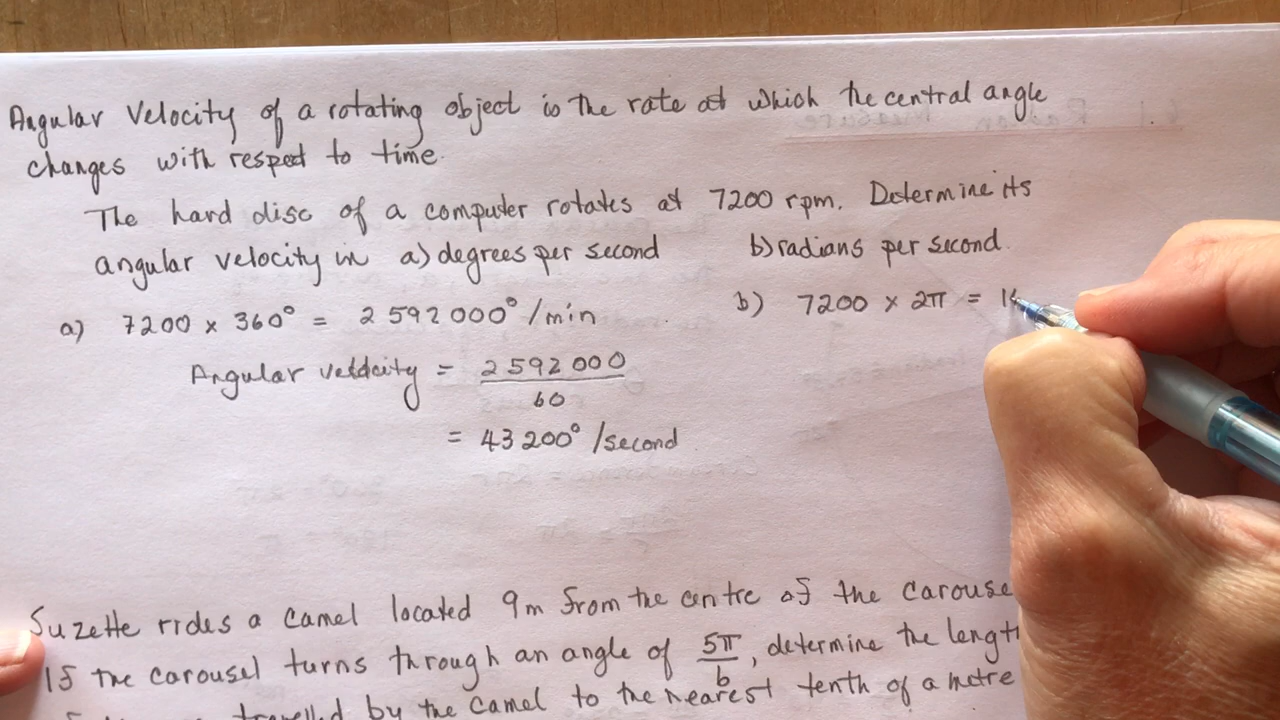 Angular Velocity of a rotating object is the rate at which the central angle
changes with respect to time.
The hard disc of a computer rotates at 7200 rpm. Determine its
angular velocity in a) degrees per second b) radians per second.
a) 7200 × 360° = 2 592 000° /min
b) 7200 × 2π = 14
Angular velocity = 2 592 000
60
= 43 200° /second
Suzette rides a camel located 9m from the centre of the carouse
If the carousel turns through an angle of 5π/6, determine the lengt
travelled by the camel to the nearest tenth of a metre